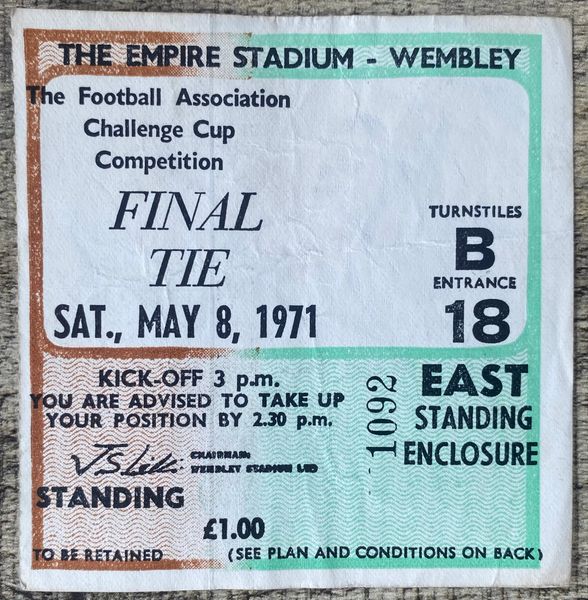 THE EMPIRE STADIUM - WEMBLEY
The Football Association
Challenge Cup
Competition
FINAL
TIE
SAT., MAY 8, 1971
TURNSTILES
B
ENTRANCE
18
KICK-OFF 3 p.m.
YOU ARE ADVISED TO TAKE UP
YOUR POSITION BY 2.30 p.m.
CHAIRMAN:
WEMBLEY STADIUM LTD
STANDING
£1.00
1092
EAST
STANDING
ENCLOSURE
TO BE RETAINED
(SEE PLAN AND CONDITIONS ON BACK)